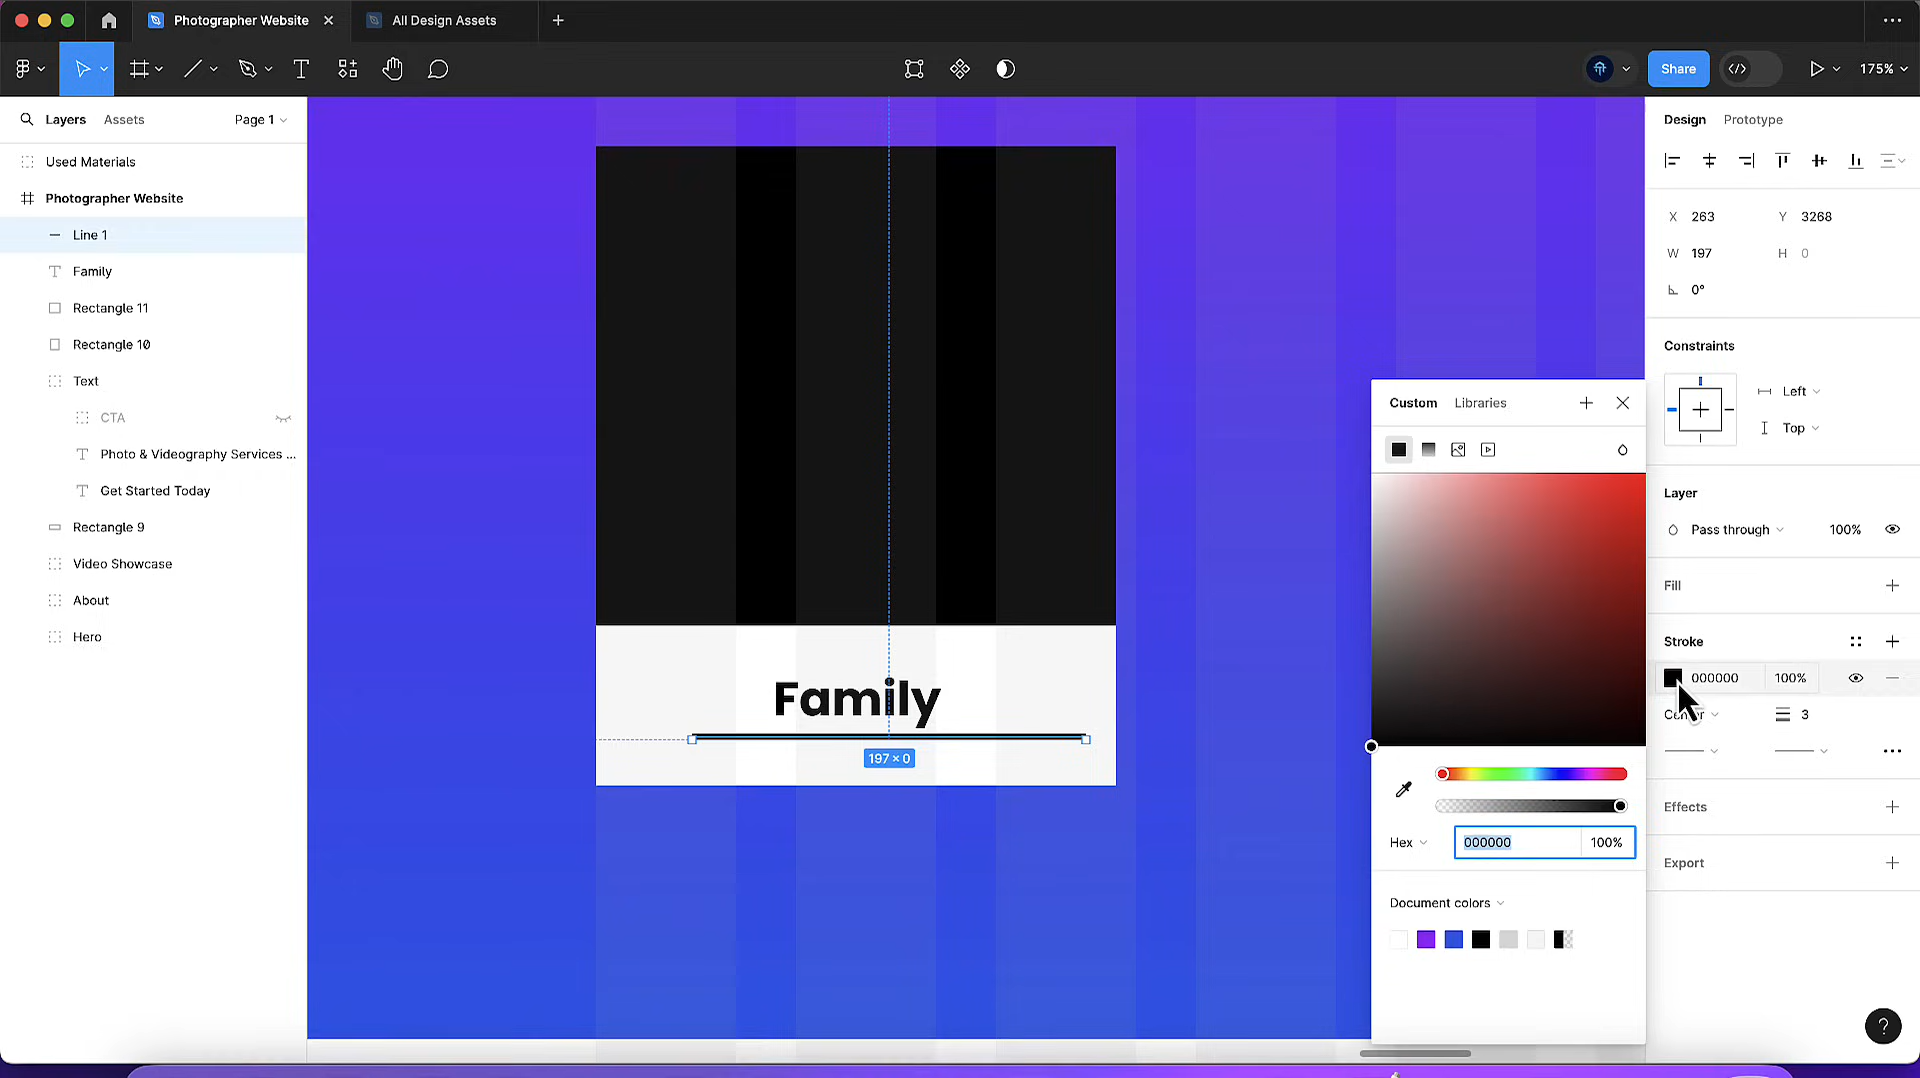 Photographer Website
All Design Assets
Share
175%
Layers
Assets
Page 1
Used Materials
Photographer Website
Line 1
Family
Rectangle 11
Rectangle 10
Text
CTA
Photo & Videography Services ...
Get Started Today
Rectangle 9
Video Showcase
About
Hero
Family
197 × 0
Custom
Libraries
Hex
000000
100%
Document colors
Design
Prototype
X 263
Y 3268
W 197
H 0
0°
Constraints
Left
Top
Layer
Pass through
100%
Fill
Stroke
000000
100%
3
Effects
Export
?